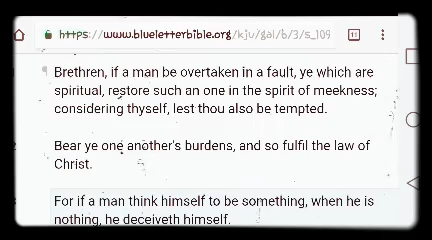 https://www.blueletterbible.org/kjv/gal/b/3/s_109
Brethren, if a man be overtaken in a fault, ye which are
spiritual, restore such an one in the spirit of meekness;
considering thyself, lest thou also be tempted.
Bear ye one another's burdens, and so fulfil the law of
Christ.
For if a man think himself to be something, when he is
nothing, he deceiveth himself.